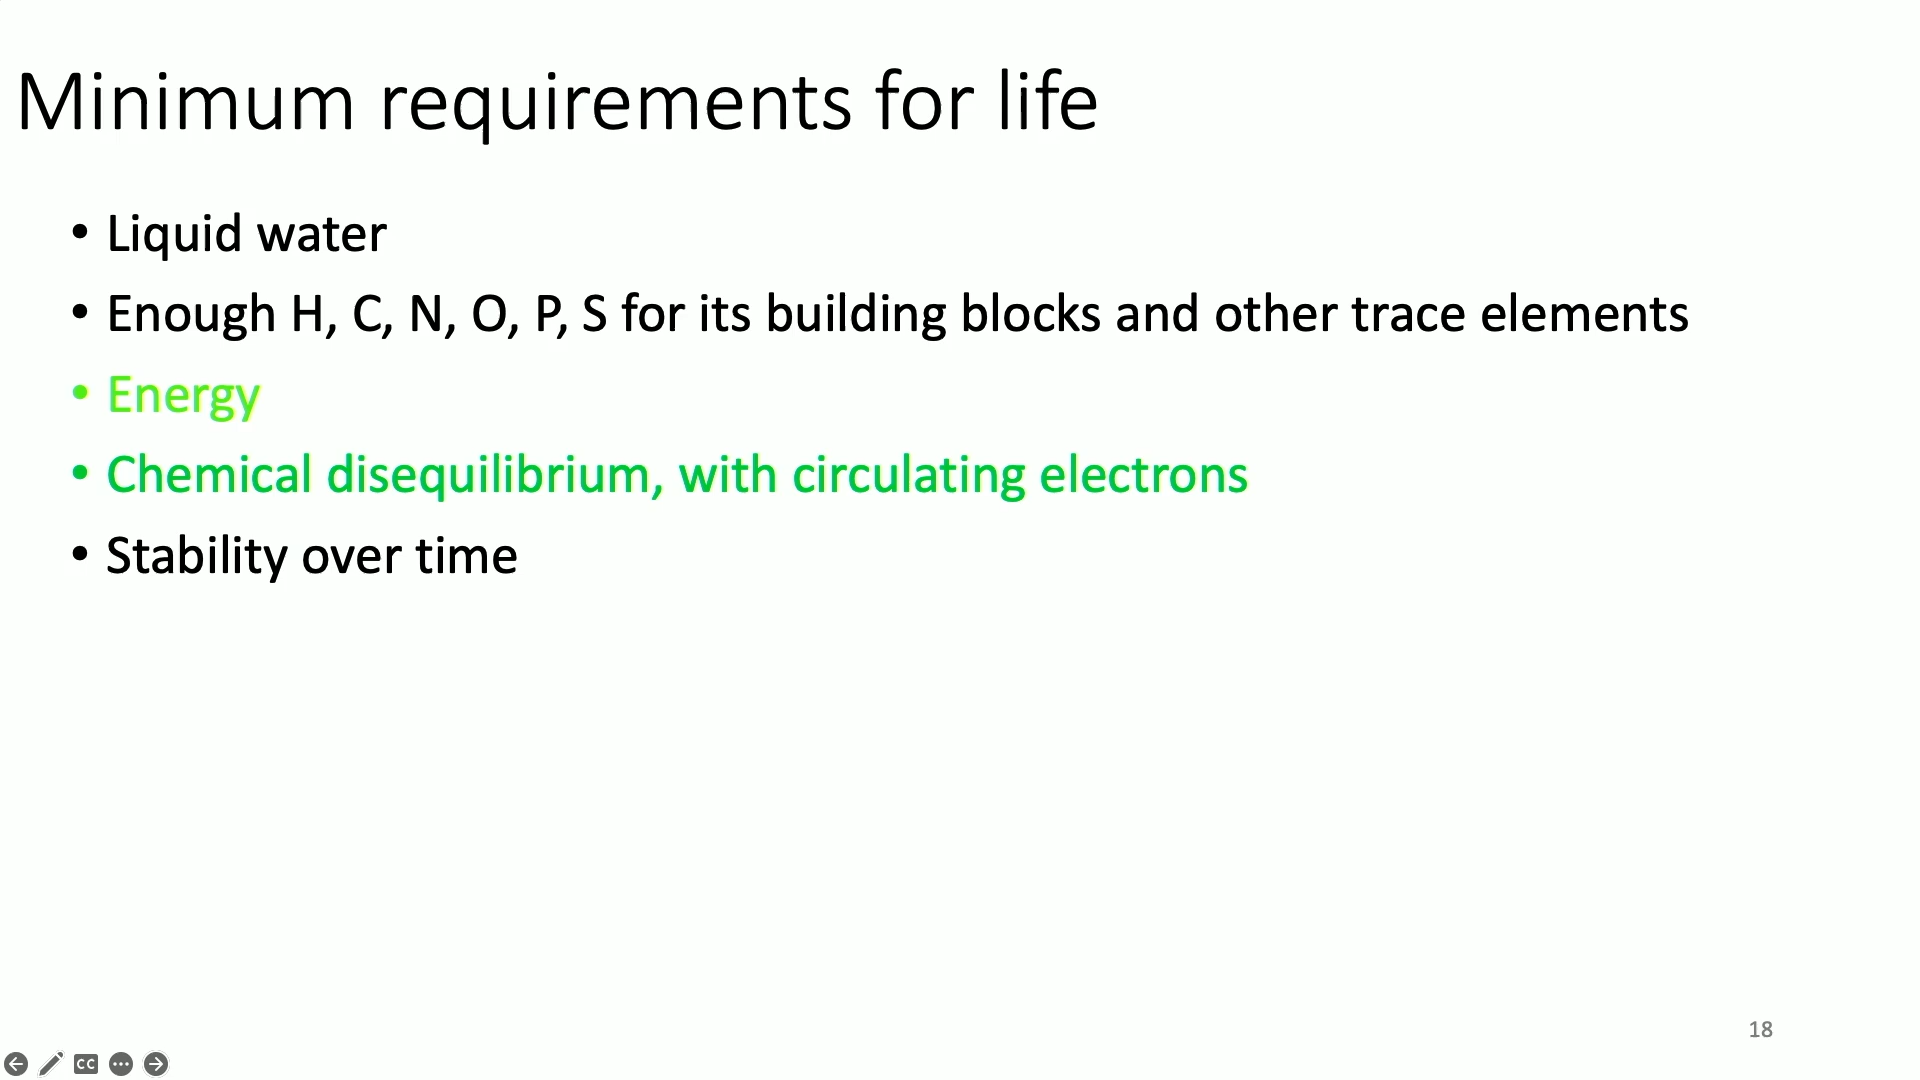 Minimum requirements for life
• Liquid water
• Enough H, C, N, O, P, S for its building blocks and other trace elements
• Energy
• Chemical disequilibrium, with circulating electrons
• Stability over time
18
CC